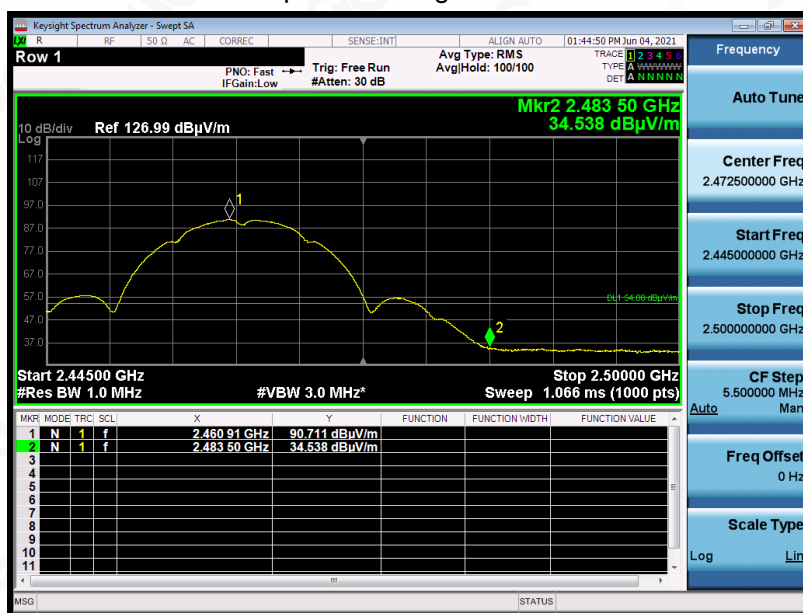 Keysight Spectrum Analyzer - Swept SA
LXI R RF 50 Ω AC CORREC SENSE:INT ALIGN AUTO 01:44:50 PM Jun 04, 2021
Row 1
PNO: Fast
IFGain:Low
Trig: Free Run
#Atten: 30 dB
Avg Type: RMS
Avg|Hold: 100/100
TRACE 1 2 3 4 5 6
TYPE A WWWWW
DET A N N N N N
Mkr2 2.483 50 GHz
34.538 dBµV/m
10 dB/div Ref 126.99 dBµV/m
Log
117
107
97.0
87.0
77.0
67.0
57.0
47.0
37.0
1
2
DL1 54.00 dBµV/m
Start 2.44500 GHz
Stop 2.50000 GHz
#Res BW 1.0 MHz #VBW 3.0 MHz* Sweep 1.066 ms (1000 pts)
MKR MODE TRC SCL X Y FUNCTION FUNCTION WIDTH FUNCTION VALUE
1 N 1 f 2.460 91 GHz 90.711 dBµV/m
2 N 1 f 2.483 50 GHz 34.538 dBµV/m
3
4
5
6
7
8
9
10
11
MSG STATUS
Frequency
Auto Tune
Center Freq
2.472500000 GHz
Start Freq
2.445000000 GHz
Stop Freq
2.500000000 GHz
CF Step
5.500000 MHz
Auto Man
Freq Offset
0 Hz
Scale Type
Log Lin